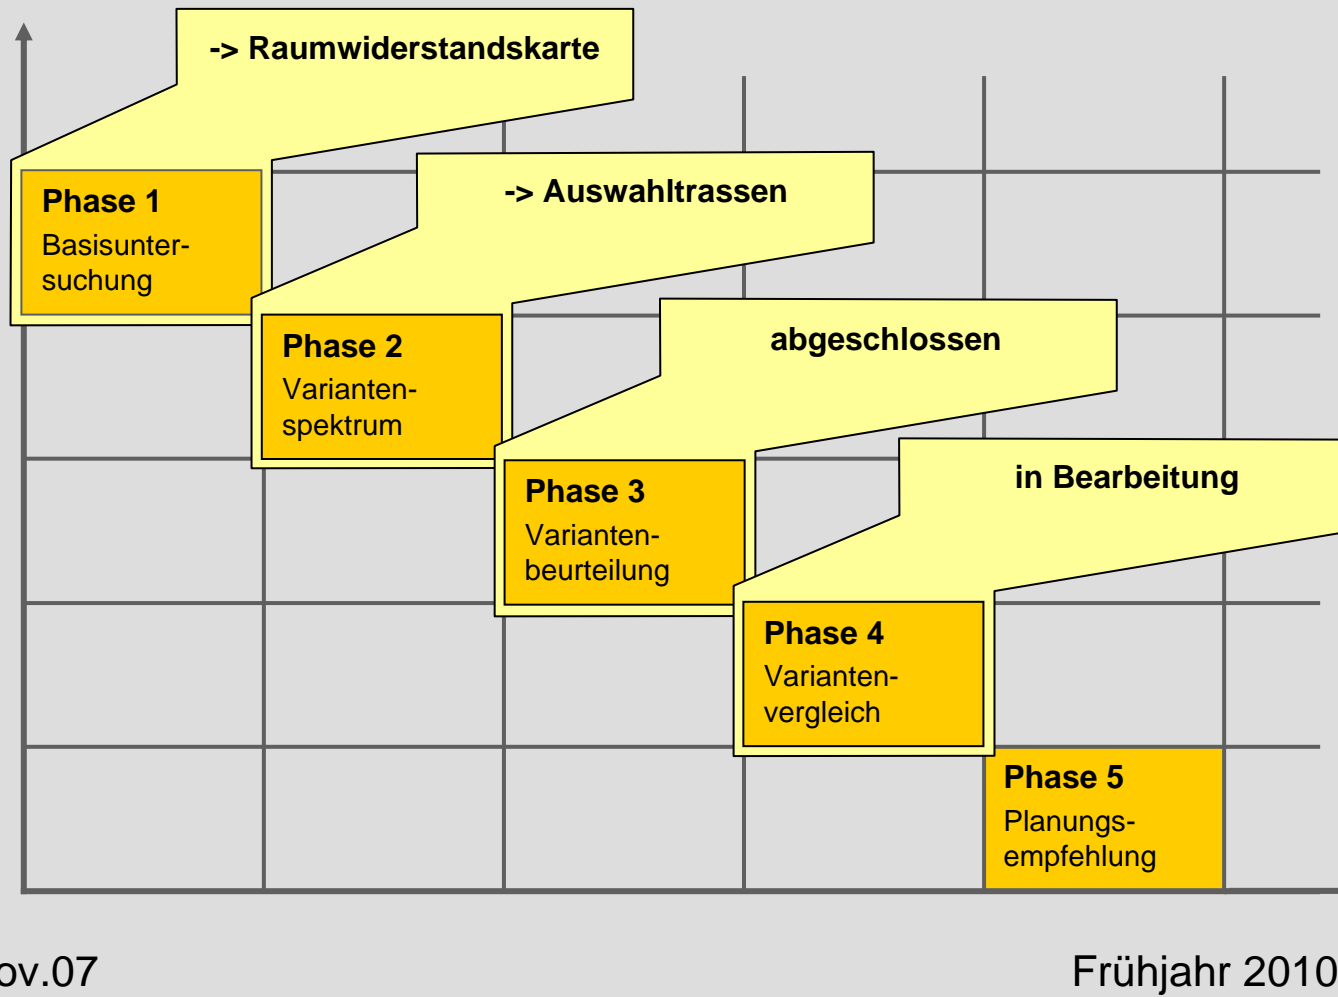 -> Raumwiderstandskarte
Phase 1
Basisunter-
suchung
-> Auswahltrassen
Phase 2
Varianten-
spektrum
abgeschlossen
Phase 3
Varianten-
beurteilung
in Bearbeitung
Phase 4
Varianten-
vergleich
Phase 5
Planungs-
empfehlung
ov.07
Frühjahr 2010